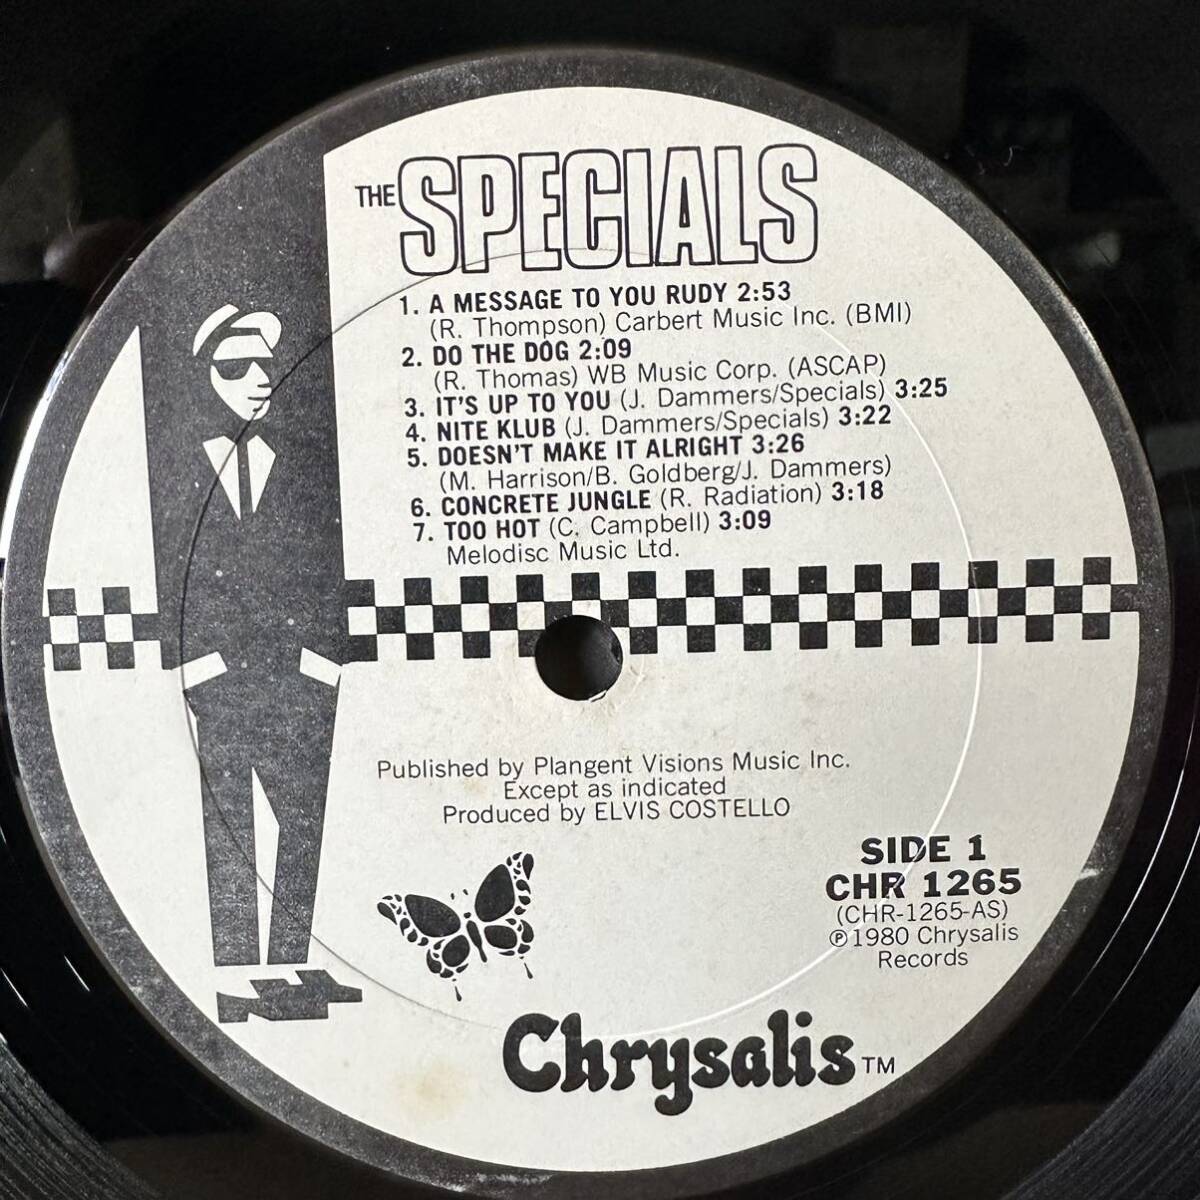 THE SPECIALS
1. A MESSAGE TO YOU RUDY 2:53
(R. Thompson) Carbert Music Inc. (BMI)
2. DO THE DOG 2:09
(R. Thomas) WB Music Corp. (ASCAP)
3. IT'S UP TO YOU (J. Dammers/Specials) 3:25
4. NITE KLUB (J. Dammers/Specials) 3:22
5. DOESN'T MAKE IT ALRIGHT 3:26
(M. Harrison/B. Goldberg/J. Dammers)
6. CONCRETE JUNGLE (R. Radiation) 3:18
7. TOO HOT (C. Campbell) 3:09
Melodisc Music Ltd.
Published by Plangent Visions Music Inc.
Except as indicated
Produced by ELVIS COSTELLO
SIDE 1
CHR 1265
(CHR-1265-AS)
℗1980 Chrysalis
Records
Chrysalis TM